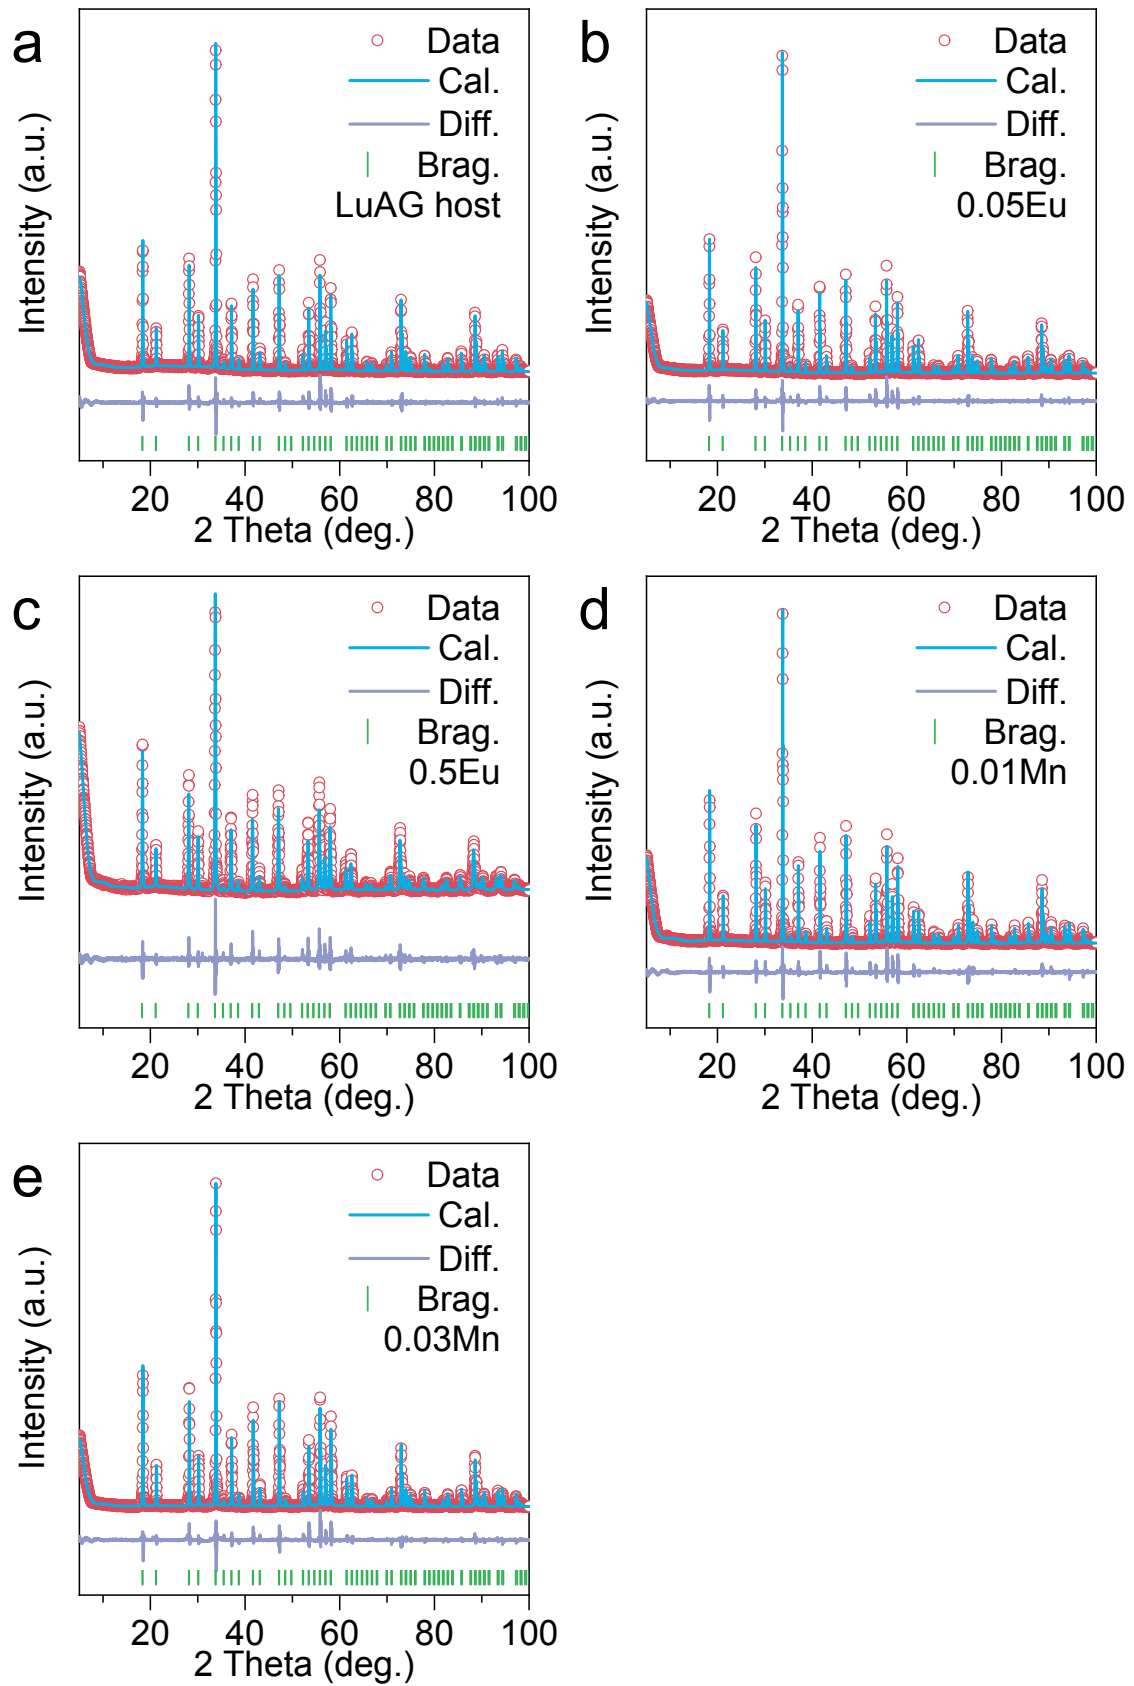 a
Data
Cal.
Diff.
Brag.
LuAG host
Intensity (a.u.)
20 40 60 80 100
2 Theta (deg.)
b
Data
Cal.
Diff.
Brag.
0.05Eu
Intensity (a.u.)
20 40 60 80 100
2 Theta (deg.)
c
Data
Cal.
Diff.
Brag.
0.5Eu
Intensity (a.u.)
20 40 60 80 100
2 Theta (deg.)
d
Data
Cal.
Diff.
Brag.
0.01Mn
Intensity (a.u.)
20 40 60 80 100
2 Theta (deg.)
e
Data
Cal.
Diff.
Brag.
0.03Mn
Intensity (a.u.)
20 40 60 80 100
2 Theta (deg.)